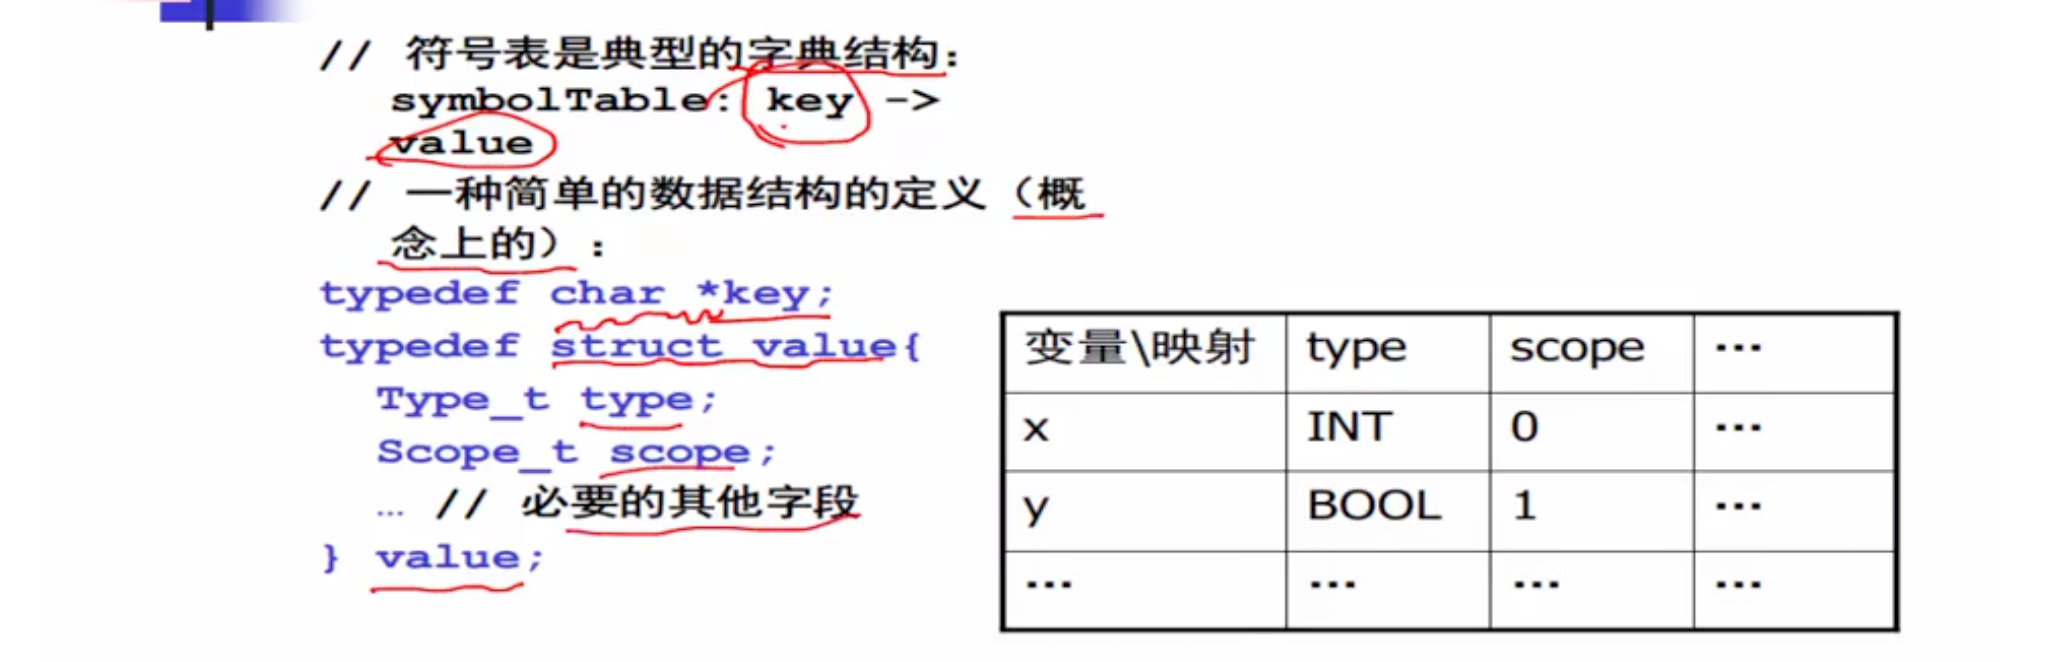 // 符号表是典型的字典结构：
symbolTable: key ->
value
// 一种简单的数据结构的定义（概
念上的）：
typedef char *key;
typedef struct value{
Type_t type;
Scope_t scope;
… // 必要的其他字段
} value;
变量\映射 type scope …
x INT 0 …
y BOOL 1 …
… … … …